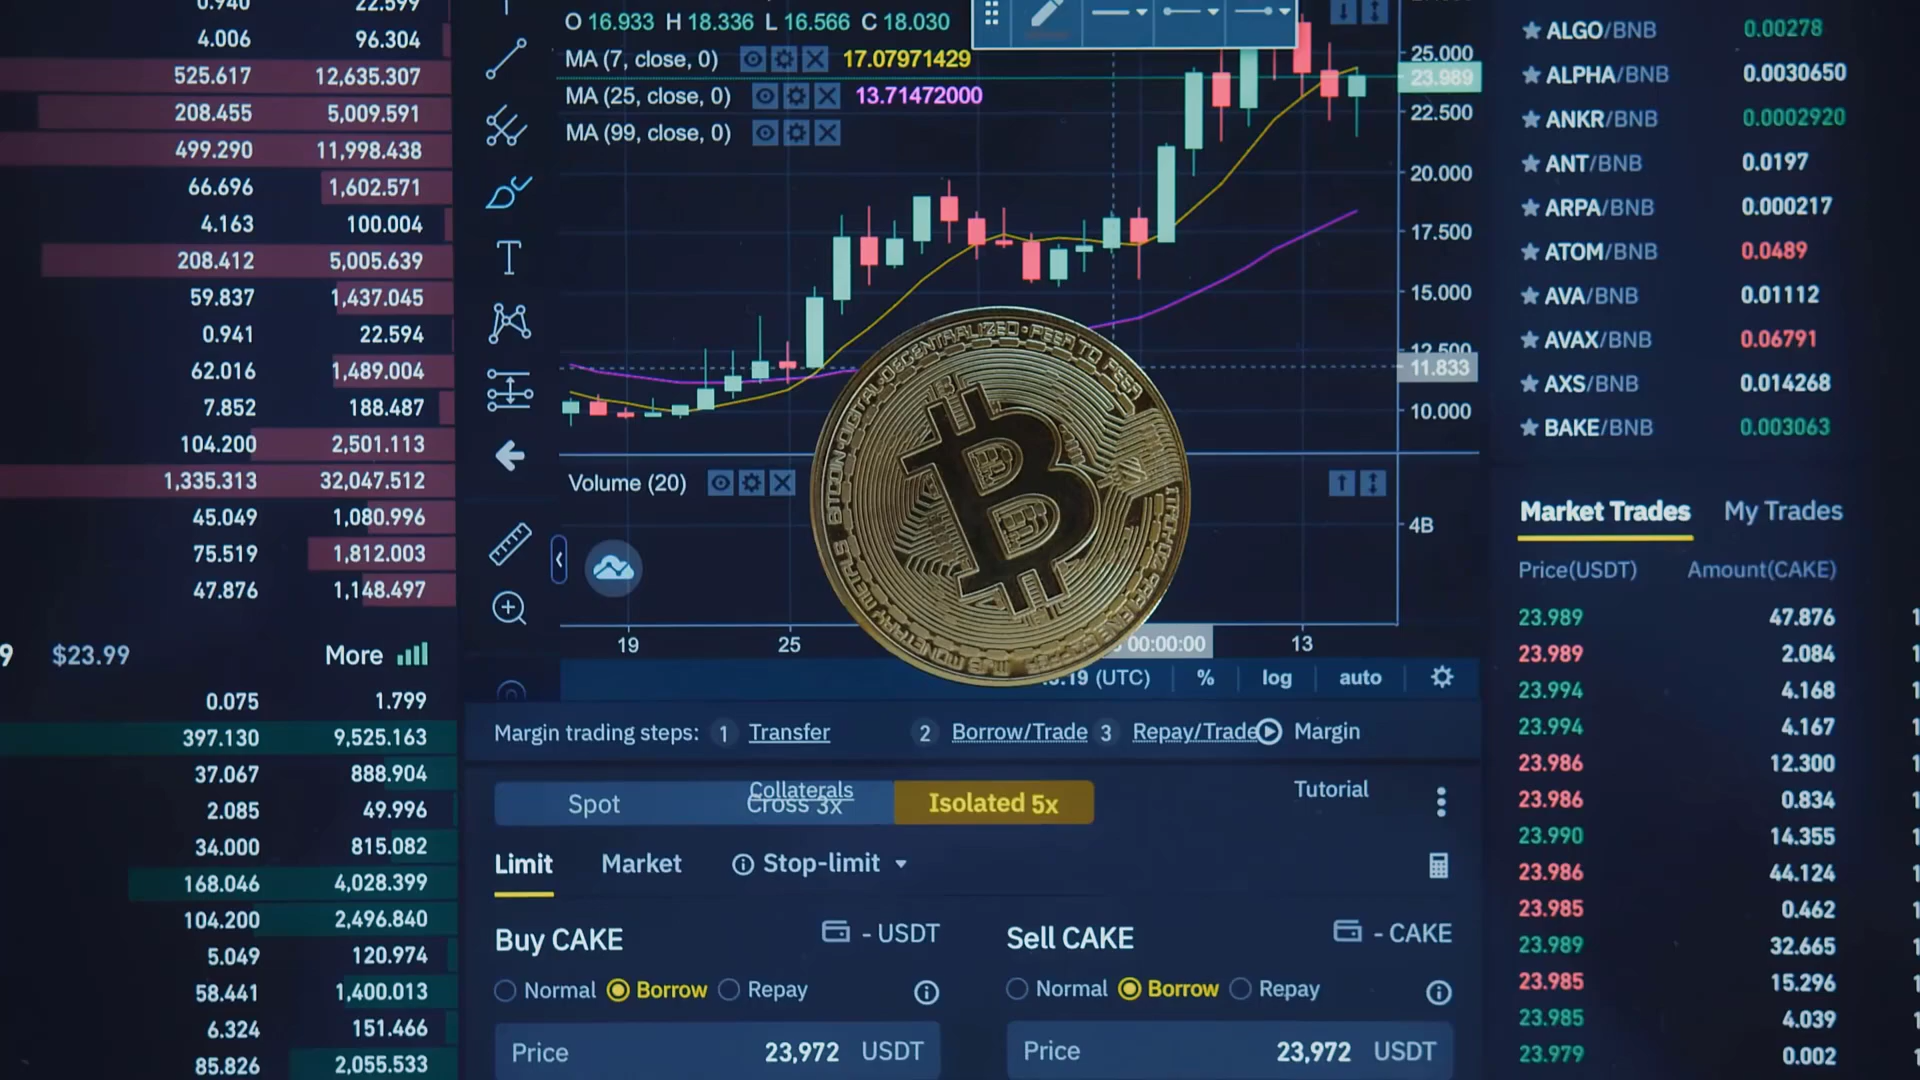 0.940 22.599
4.006 96.304
525.617 12,635.307
208.455 5,009.591
499.290 11,998.438
66.696 1,602.571
4.163 100.004
208.412 5,005.639
59.837 1,437.045
0.941 22.594
62.016 1,489.004
7.852 188.487
104.200 2,501.113
1,335.313 32,047.512
45.049 1,080.996
75.519 1,812.003
47.876 1,148.497
9 $23.99 More
0.075 1.799
397.130 9,525.163
37.067 888.904
2.085 49.996
34.000 815.082
168.046 4,028.399
104.200 2,496.840
5.049 120.974
58.441 1,400.013
6.324 151.466
85.826 2,055.533
O 16.933 H 18.336 L 16.566 C 18.030
MA (7, close, 0) 17.07971429
MA (25, close, 0) 13.71472000
MA (99, close, 0)
25.000
23.989
22.500
20.000
17.500
15.000
12.500
11.833
10.000
Volume (20)
4B
19 25 00:00:00 13
:19 (UTC) % log auto
BITCOIN·DIGITAL·DECENTRALIZED·PEER TO PEER
Margin trading steps: 1 Transfer 2 Borrow/Trade 3 Repay/Trade Margin
Collaterals Tutorial
Spot Cross 3x Isolated 5x
Limit Market Stop-limit
Buy CAKE - USDT
Normal Borrow Repay
Price 23,972 USDT
Sell CAKE - CAKE
Normal Borrow Repay
Price 23,972 USDT
ALGO/BNB 0.00278
ALPHA/BNB 0.0030650
ANKR/BNB 0.0002920
ANT/BNB 0.0197
ARPA/BNB 0.000217
ATOM/BNB 0.0489
AVA/BNB 0.01112
AVAX/BNB 0.06791
AXS/BNB 0.014268
BAKE/BNB 0.003063
Market Trades My Trades
Price(USDT) Amount(CAKE)
23.989 47.876
23.989 2.084
23.994 4.168
23.994 4.167
23.986 12.300
23.986 0.834
23.990 14.355
23.986 44.124
23.985 0.462
23.989 32.665
23.985 15.296
23.985 4.039
23.979 0.002